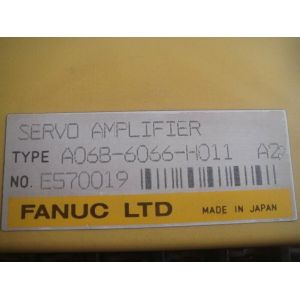 SERVO AMPLIFIER
TYPE A06B-6066-H011 A2
NO. E570019
FANUC LTD MADE IN JAPAN